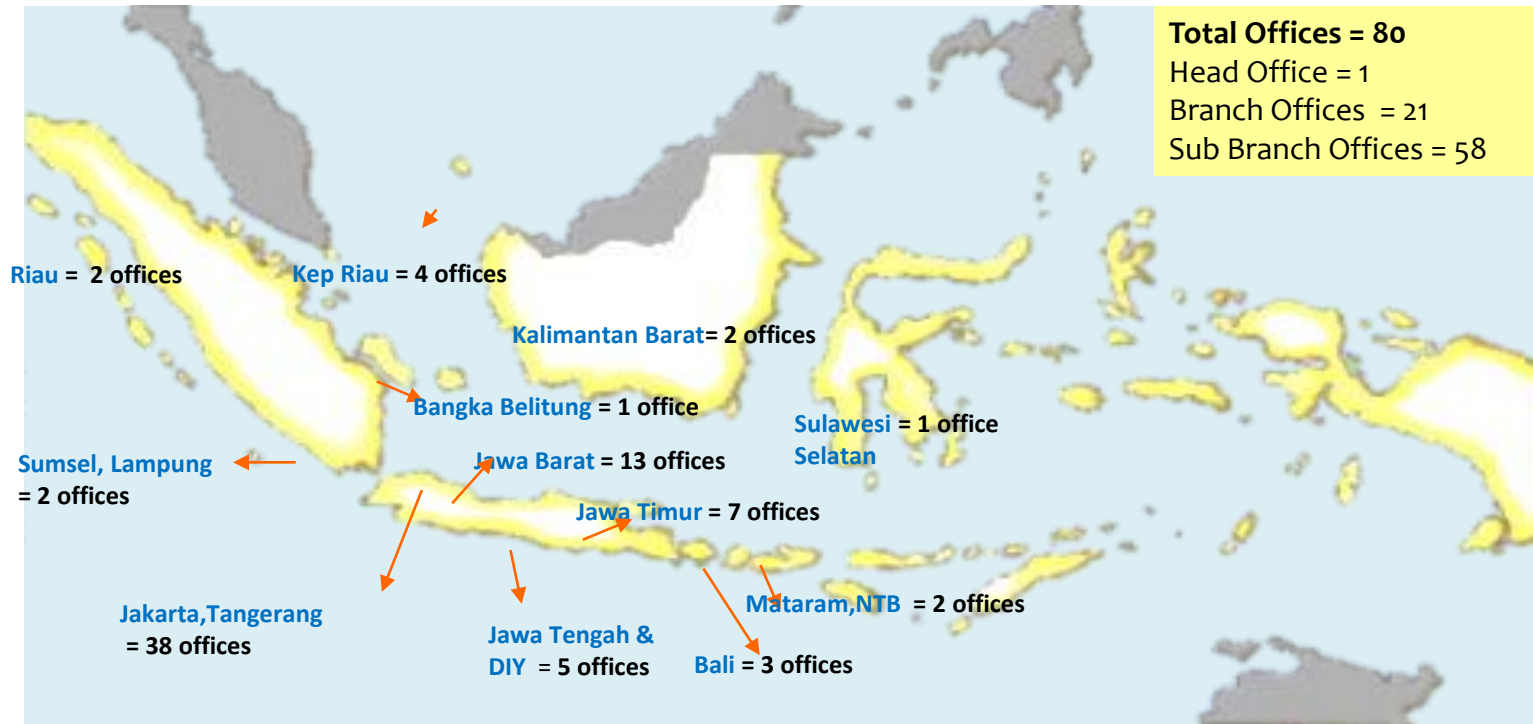 Total Offices = 80
Head Office = 1
Branch Offices = 21
Sub Branch Offices = 58
Riau = 2 offices
Kep Riau = 4 offices
Kalimantan Barat= 2 offices
Bangka Belitung = 1 office
Sulawesi = 1 office
Selatan
Sumsel, Lampung
= 2 offices
Jawa Barat = 13 offices
Jawa Timur = 7 offices
Jakarta,Tangerang
= 38 offices
Jawa Tengah &
DIY = 5 offices
Mataram,NTB = 2 offices
Bali = 3 offices